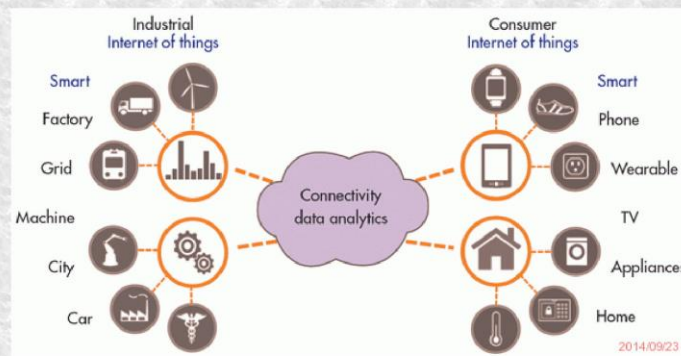 Industrial
Internet of things
Consumer
Internet of things
Smart
Factory
Grid
Machine
City
Car
Connectivity
data analytics
Smart
Phone
Wearable
TV
Appliances
Home
2014/09/23